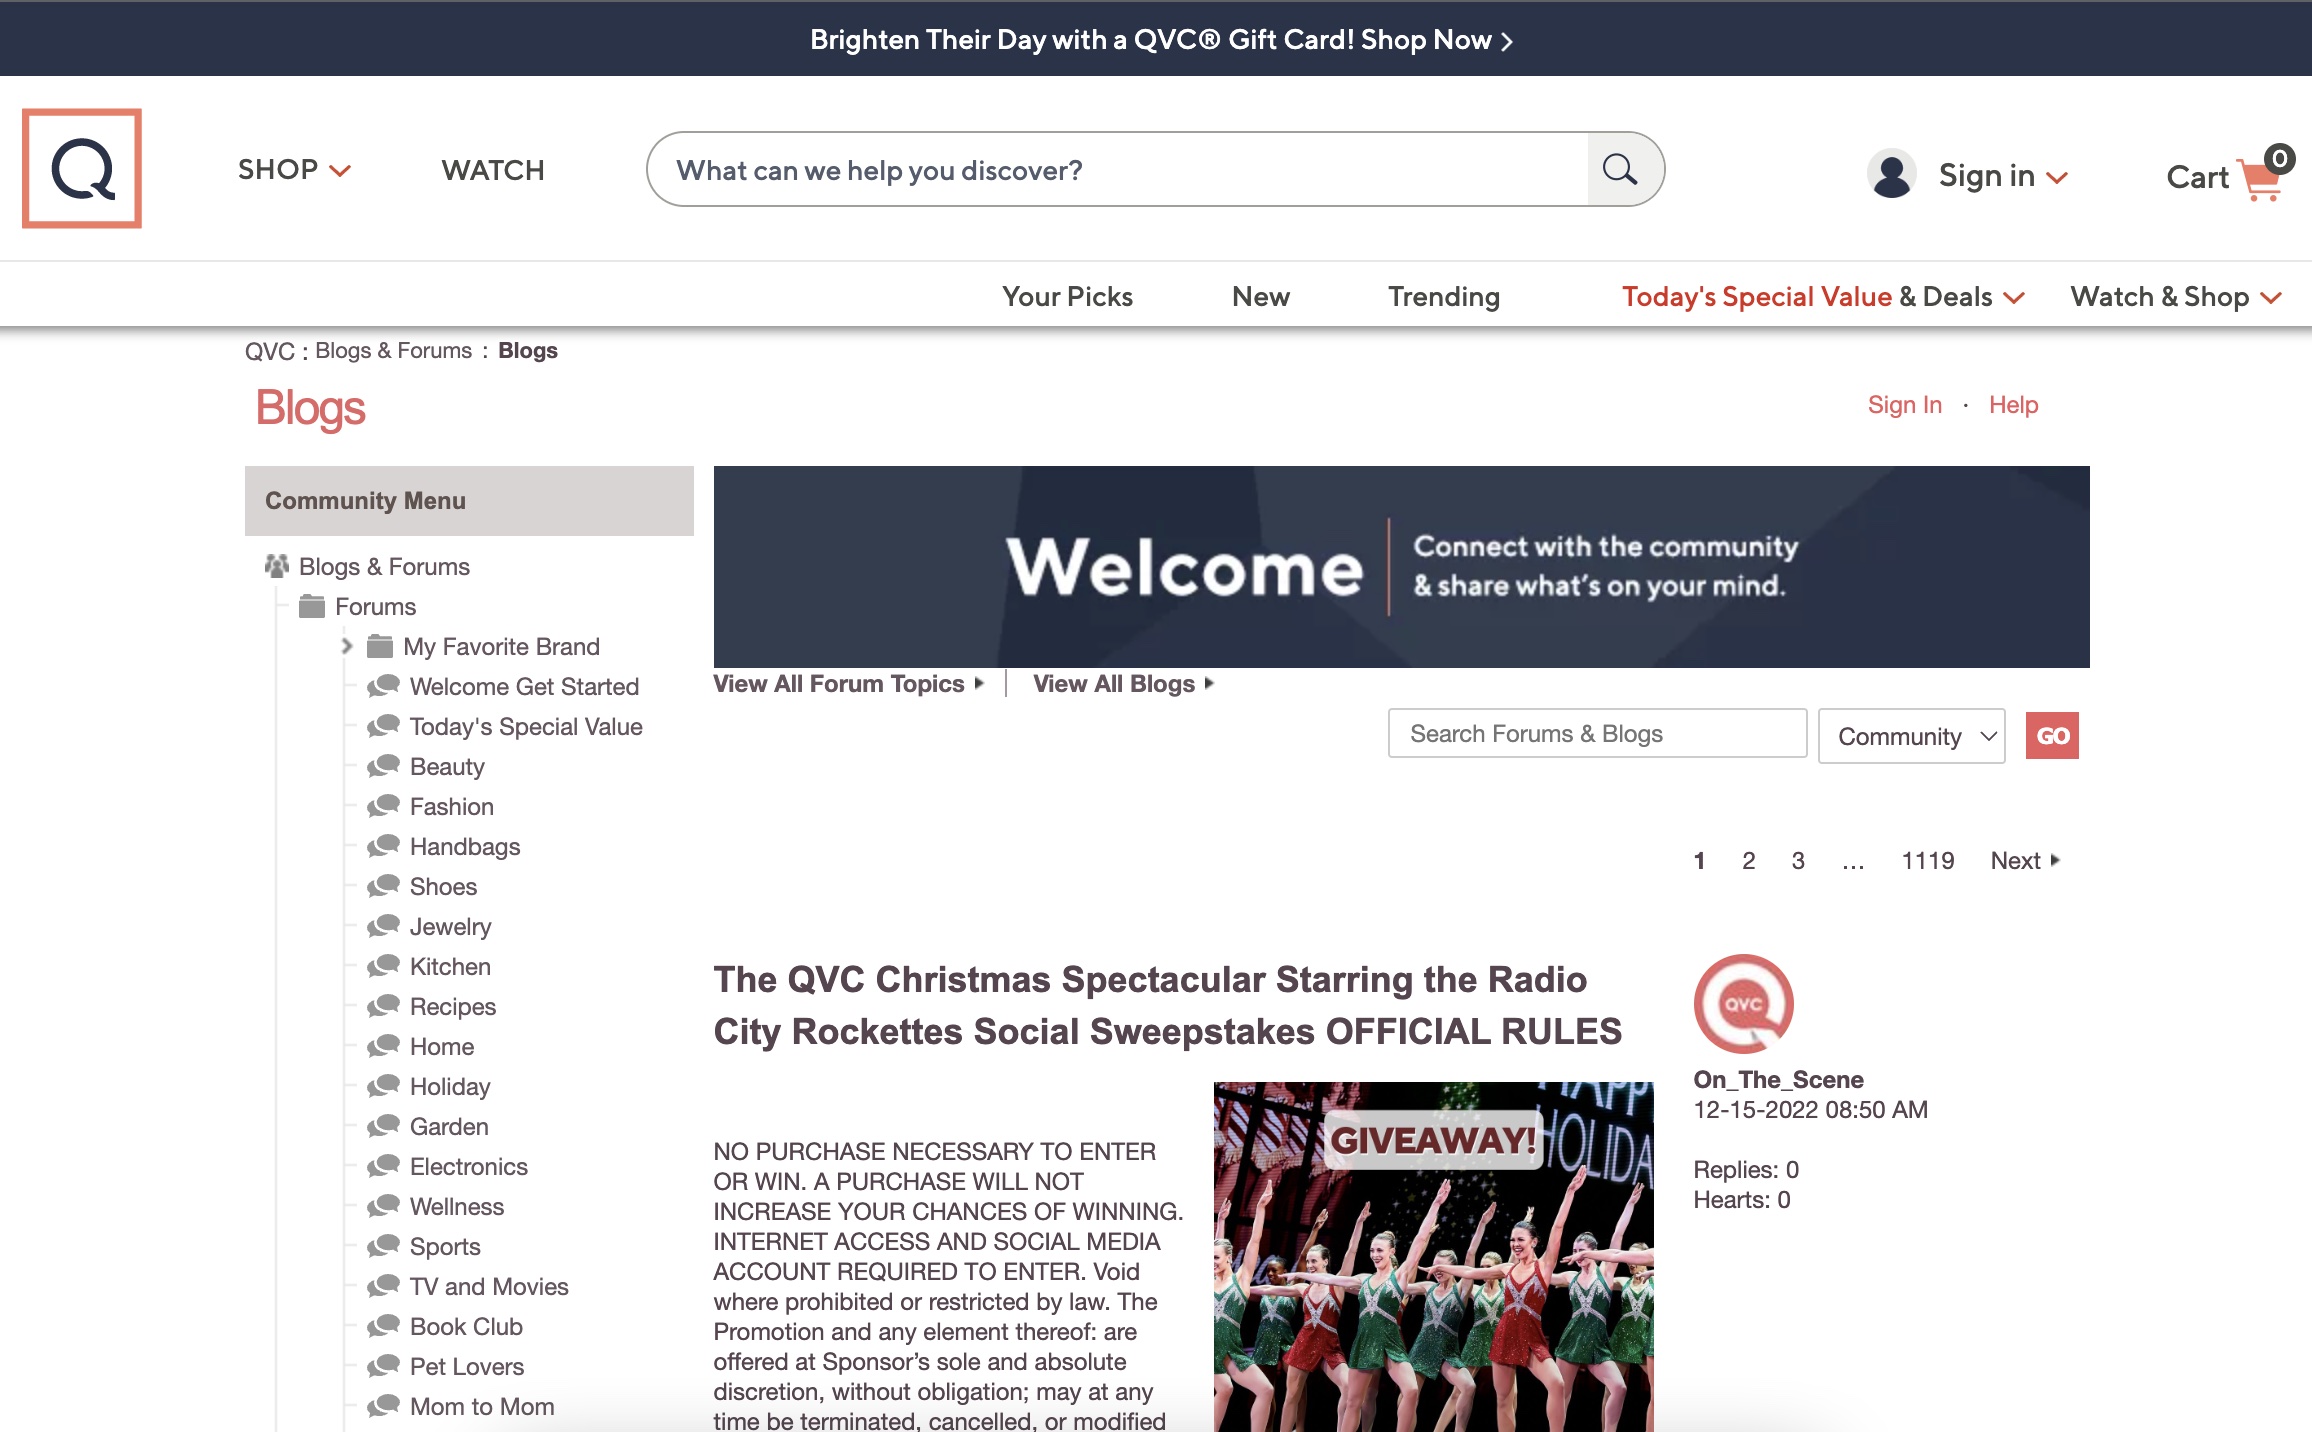 Brighten Their Day with a QVC® Gift Card! Shop Now
Q
SHOP
WATCH
What can we help you discover?
Sign in
Cart
0
Your Picks
New
Trending
Today's Special Value & Deals
Watch & Shop
QVC : Blogs & Forums : Blogs
Blogs
Sign In · Help
Community Menu
Blogs & Forums
Forums
My Favorite Brand
Welcome Get Started
Today's Special Value
Beauty
Fashion
Handbags
Shoes
Jewelry
Kitchen
Recipes
Home
Holiday
Garden
Electronics
Wellness
Sports
TV and Movies
Book Club
Pet Lovers
Mom to Mom
Welcome
Connect with the community
& share what's on your mind.
View All Forum Topics
View All Blogs
Search Forums & Blogs
Community
GO
1 2 3 … 1119 Next
The QVC Christmas Spectacular Starring the Radio
City Rockettes Social Sweepstakes OFFICIAL RULES
NO PURCHASE NECESSARY TO ENTER
OR WIN. A PURCHASE WILL NOT
INCREASE YOUR CHANCES OF WINNING.
INTERNET ACCESS AND SOCIAL MEDIA
ACCOUNT REQUIRED TO ENTER. Void
where prohibited or restricted by law. The
Promotion and any element thereof: are
offered at Sponsor’s sole and absolute
discretion, without obligation; may at any
time be terminated, cancelled, or modified
GIVEAWAY!
QVC
On_The_Scene
12-15-2022 08:50 AM
Replies: 0
Hearts: 0